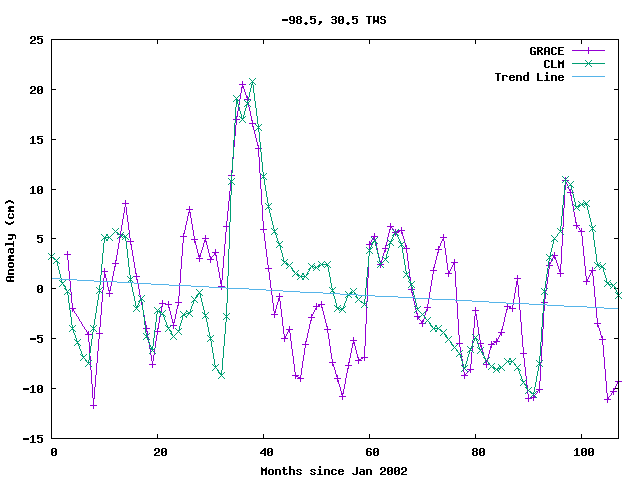 -98.5, 30.5 TWS
GRACE
CLM
Trend Line
25
20
15
10
5
0
-5
-10
-15
Anomaly (cm)
0 20 40 60 80 100
Months since Jan 2002